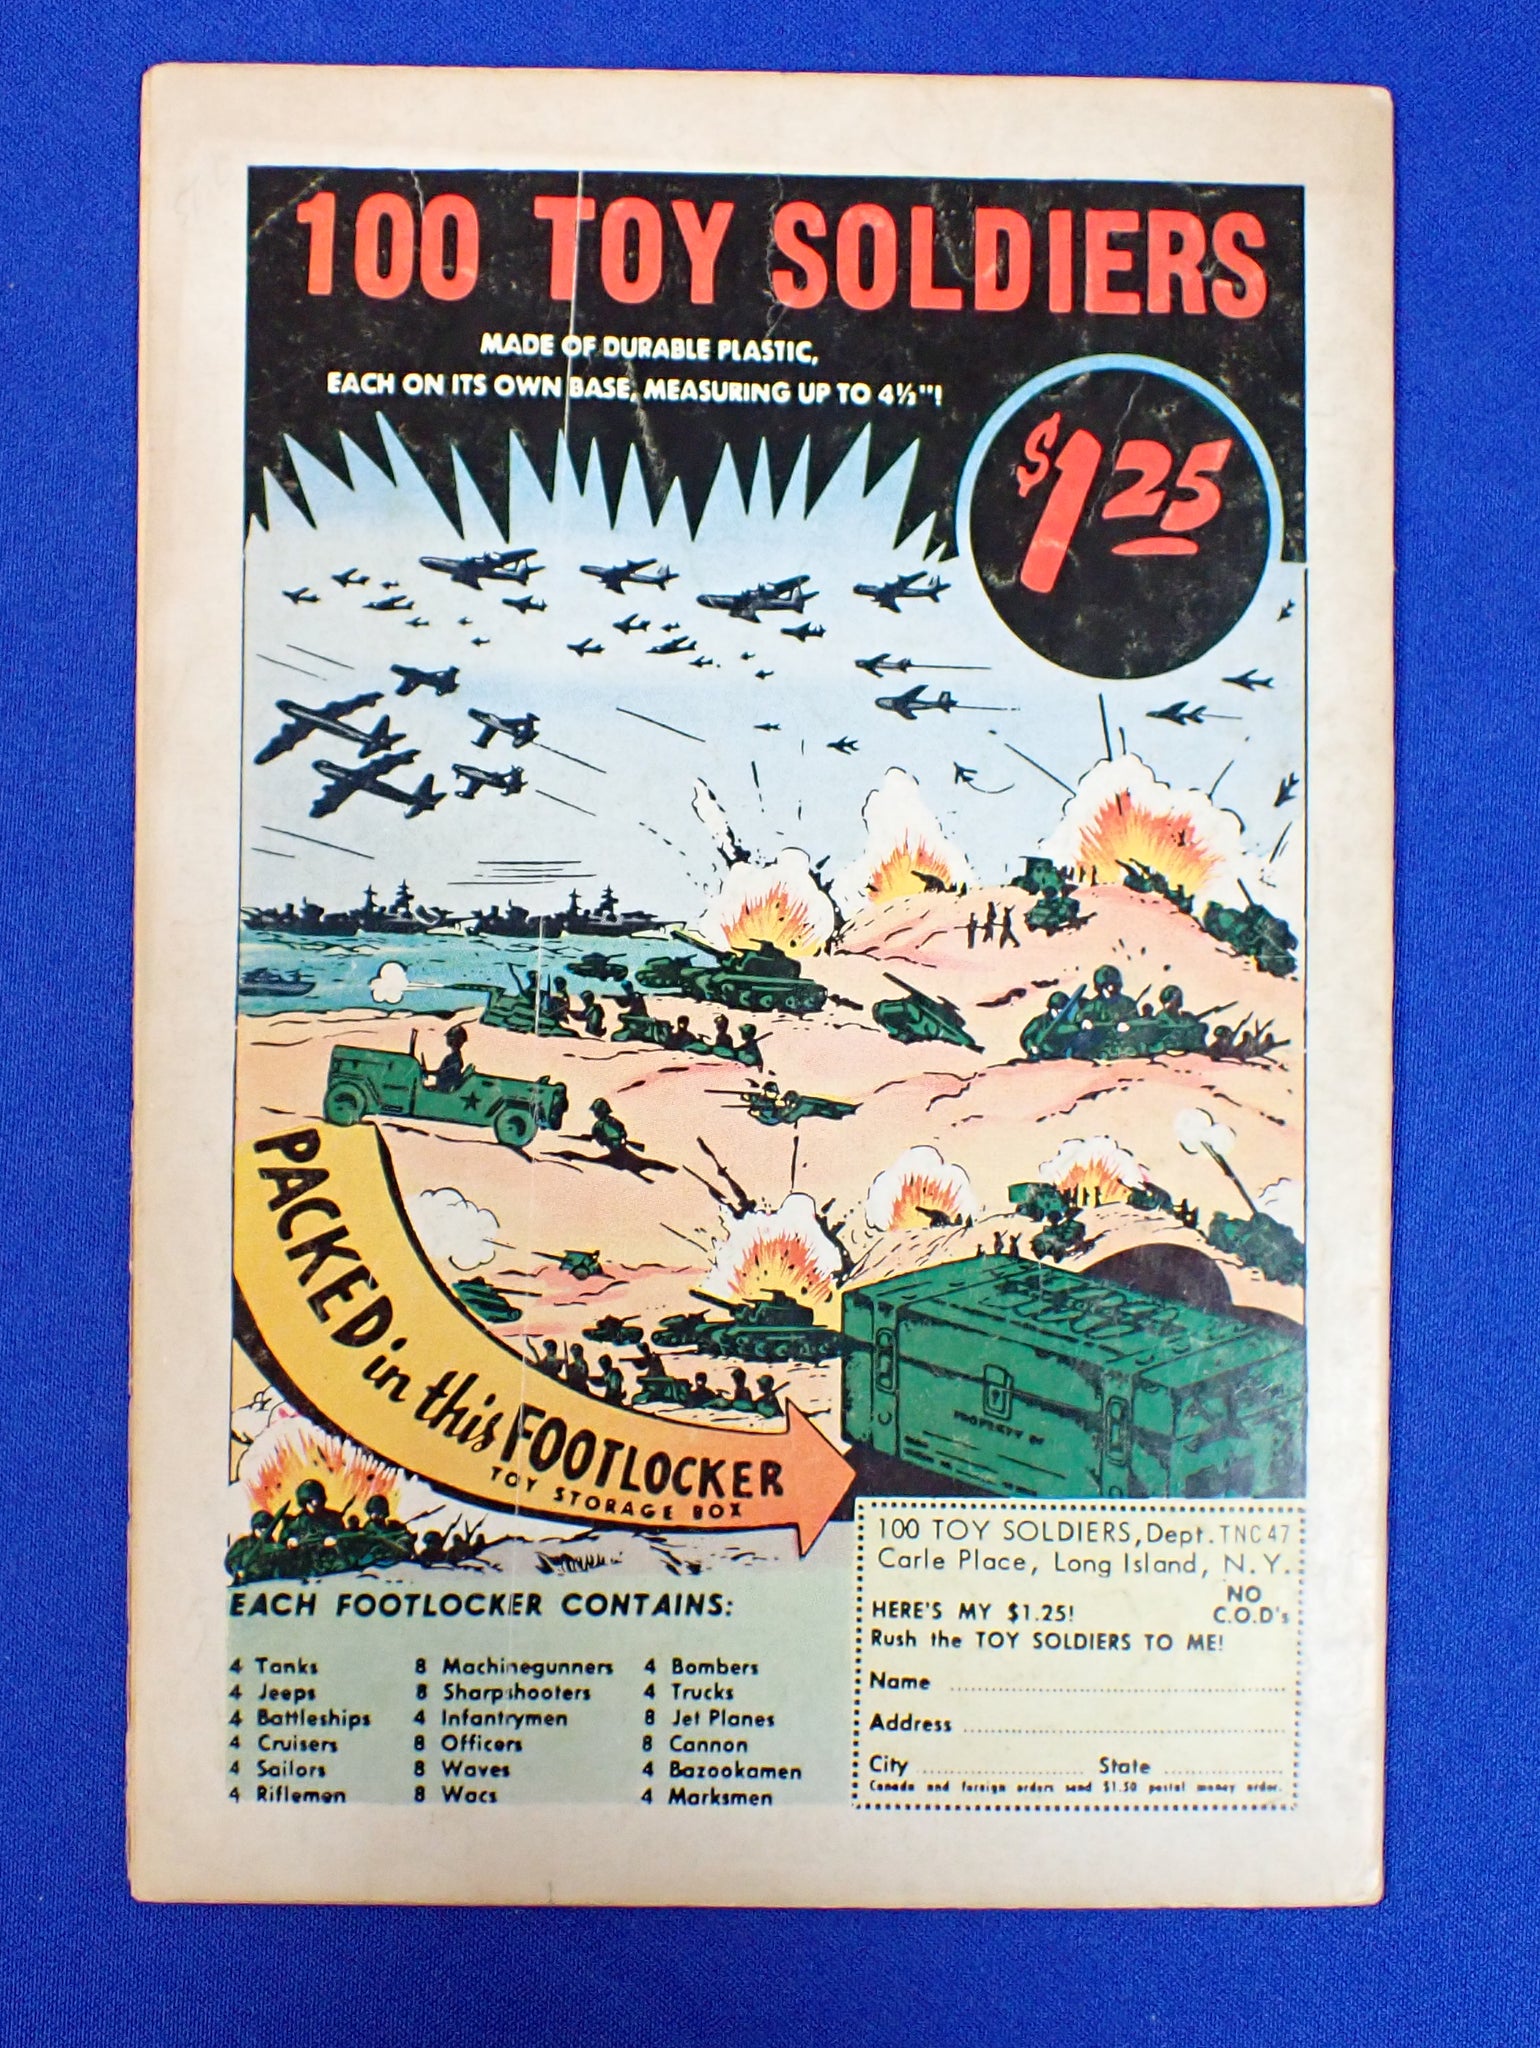 100 TOY SOLDIERS
MADE OF DURABLE PLASTIC,
EACH ON ITS OWN BASE, MEASURING UP TO 4½"!
$1 25
PACKED in this FOOTLOCKER
TOY STORAGE BOX
PROPERTY OF
EACH FOOTLOCKER CONTAINS:
4 Tanks
4 Jeeps
4 Battleships
4 Cruisers
4 Sailors
4 Riflemen
8 Machinegunners
8 Sharpshooters
4 Infantrymen
8 Officers
8 Waves
8 Wacs
4 Bombers
4 Trucks
8 Jet Planes
8 Cannon
4 Bazookamen
4 Marksmen
100 TOY SOLDIERS, Dept. TNC47
Carle Place, Long Island, N. Y.
HERE'S MY $1.25!
NO
C.O.D's
Rush the TOY SOLDIERS TO ME!
Name
Address
City State
Canada and foreign orders send $1.50 postal money order.